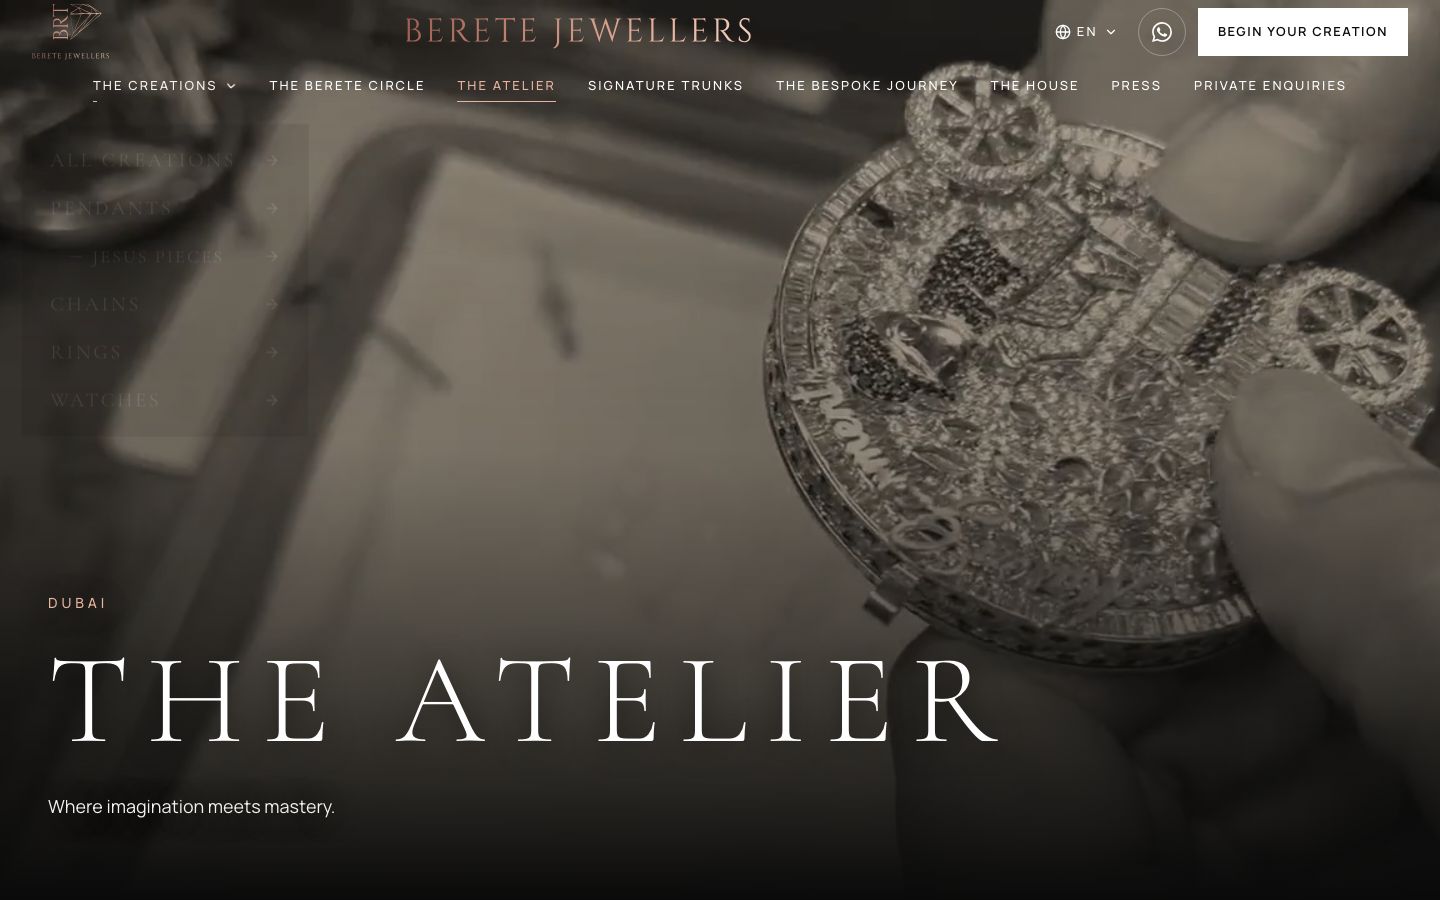 BRT
BERETE JEWELLERS
BERETE JEWELLERS
EN
BEGIN YOUR CREATION
THE CREATIONS
THE BERETE CIRCLE
THE ATELIER
SIGNATURE TRUNKS
THE BESPOKE JOURNEY
THE HOUSE
PRESS
PRIVATE ENQUIRIES
ALL CREATIONS
PENDANTS
— JESUS PIECES
CHAINS
RINGS
WATCHES
DUBAI
THE ATELIER
Where imagination meets mastery.